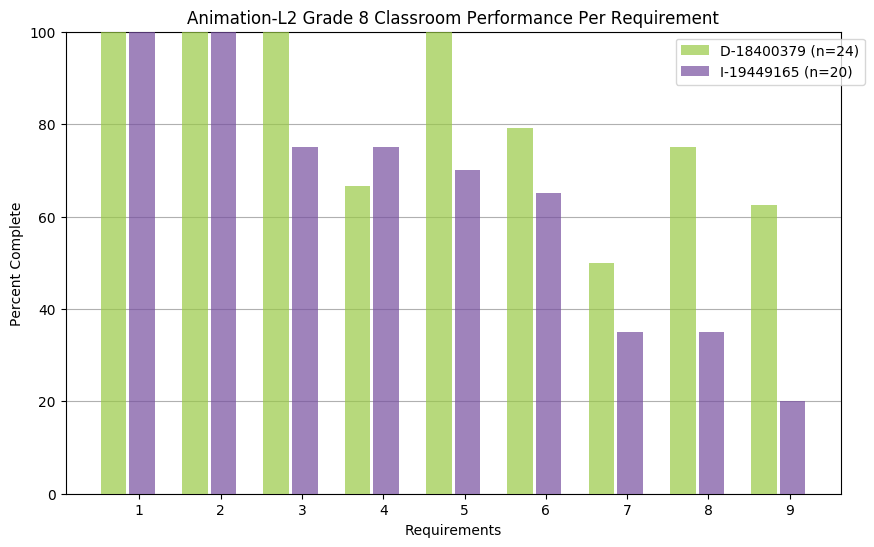 Animation-L2 Grade 8 Classroom Performance Per Requirement
D-18400379 (n=24)
I-19449165 (n=20)
Percent Complete
100
80
60
40
20
0
1 2 3 4 5 6 7 8 9
Requirements